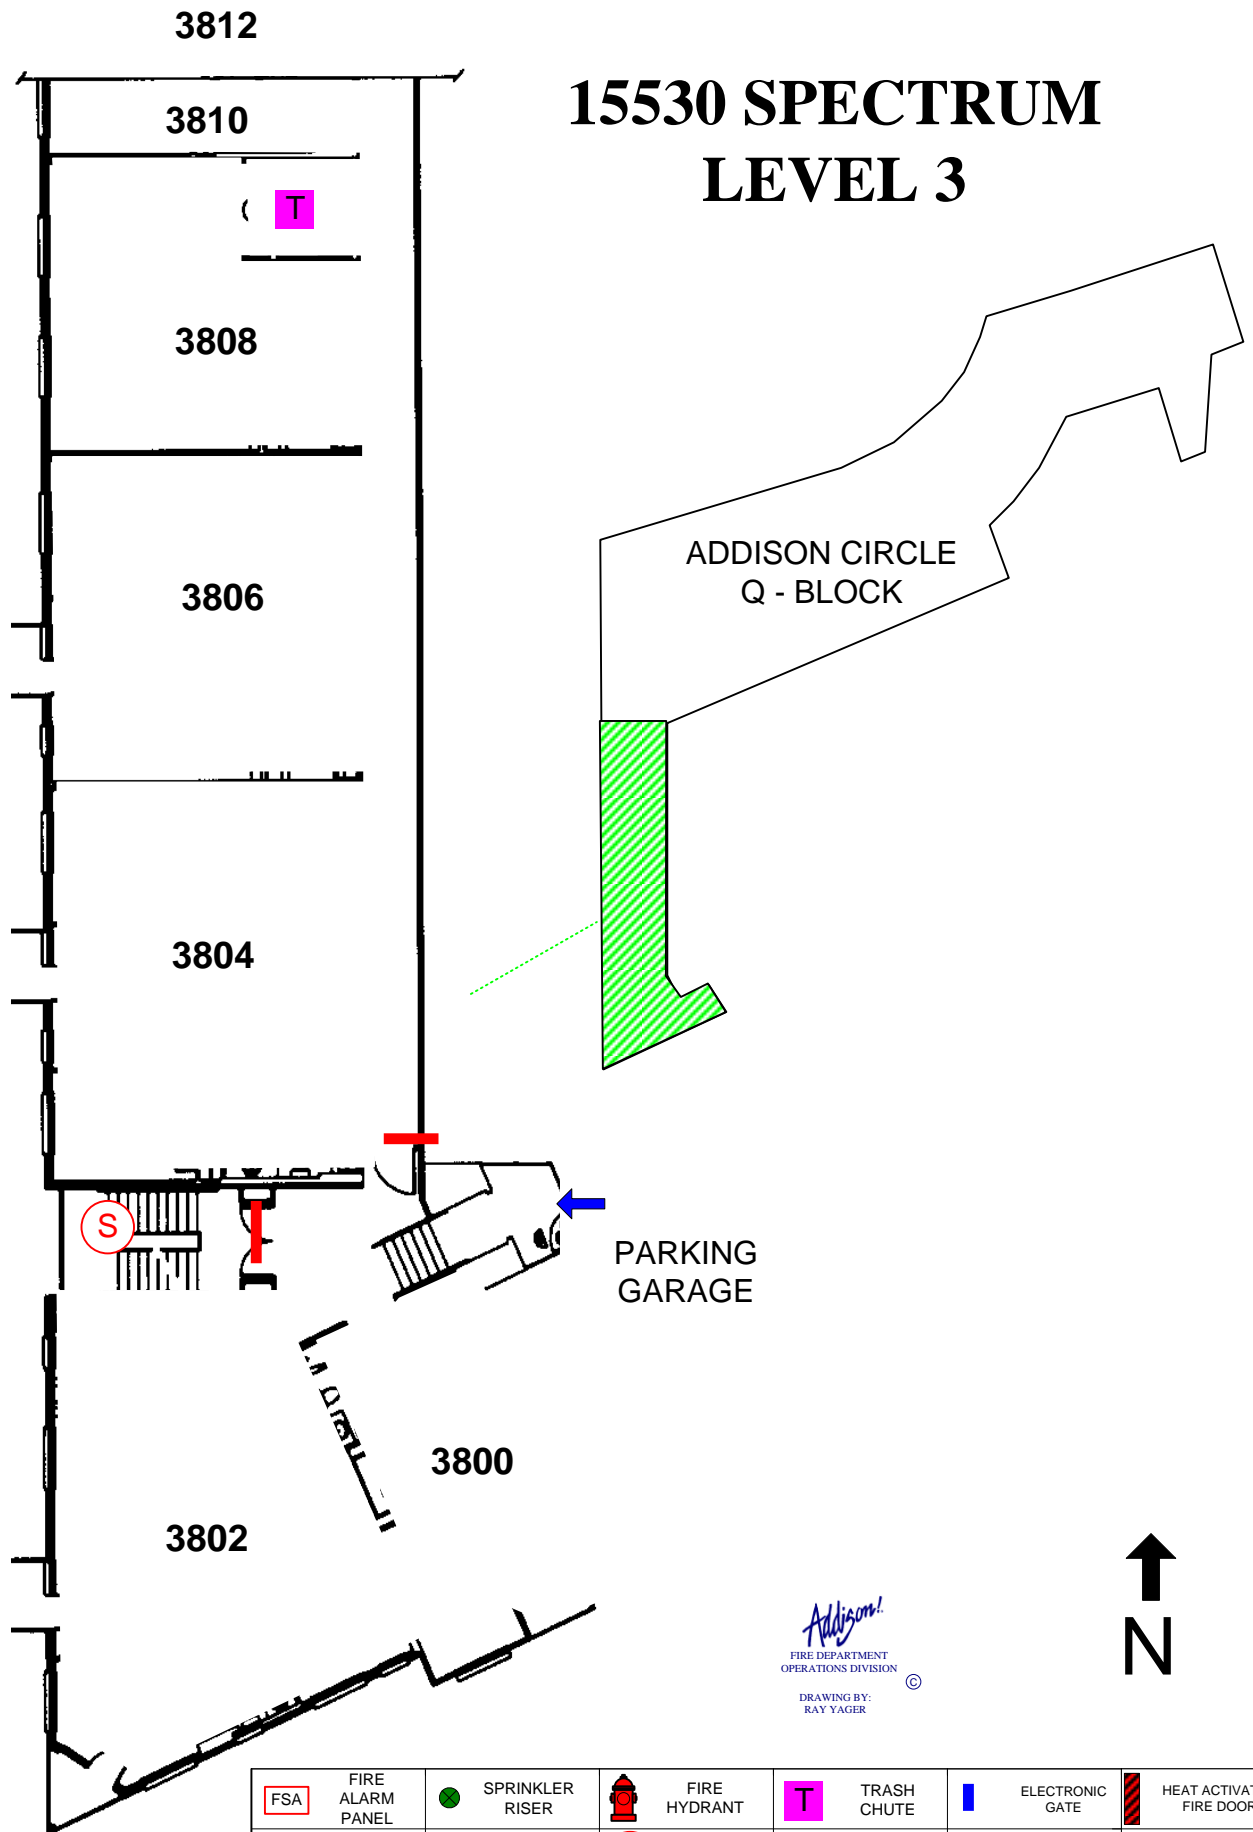 3812
15530 SPECTRUM
LEVEL 3
3810
T
3808
ADDISON CIRCLE
Q - BLOCK
3806
3804
S
PARKING
GARAGE
3800
3802
Addison!
FIRE DEPARTMENT
OPERATIONS DIVISION
©
DRAWING BY:
RAY YAGER
N
FSA
FIRE
ALARM
PANEL
SPRINKLER
RISER
FIRE
HYDRANT
T
TRASH
CHUTE
ELECTRONIC
GATE
HEAT ACTIVAT
FIRE DOOR